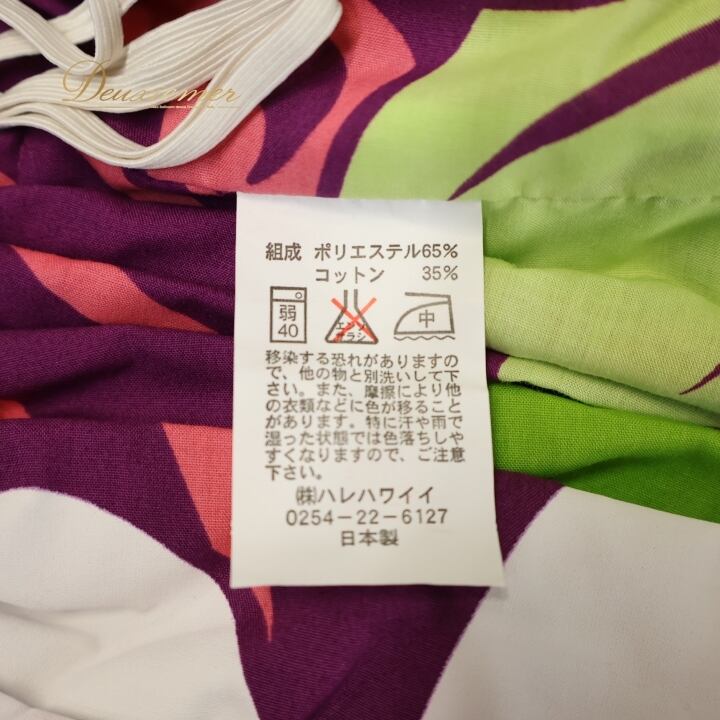 Deuxiemer
組成 ポリエステル65%
コットン 35%
弱
40
エンソ
サラシ
中
移染する恐れがありますの
で、他の物と別洗いして下
さい。また、摩擦により他
の衣類などに色が移ること
があります。特に汗や雨で
湿った状態では色落ちしや
すくなりますので、ご注意
下さい。
㈱ハレハワイイ
0254-22-6127
日本製